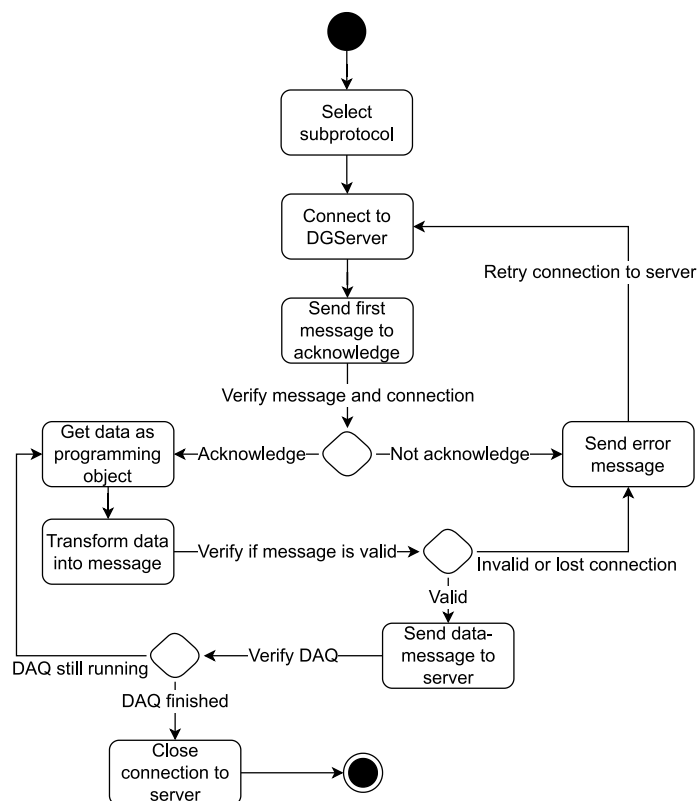 Select
subprotocol
Connect to
DGServer
Retry connection to server
Send first
message to
acknowledge
Verify message and connection
Get data as
programming
object
Acknowledge
Not acknowledge
Send error
message
Transform data
into message
Verify if message is valid
Invalid or lost connection
Valid
Send data-
message to
server
Verify DAQ
DAQ still running
DAQ finished
Close
connection to
server